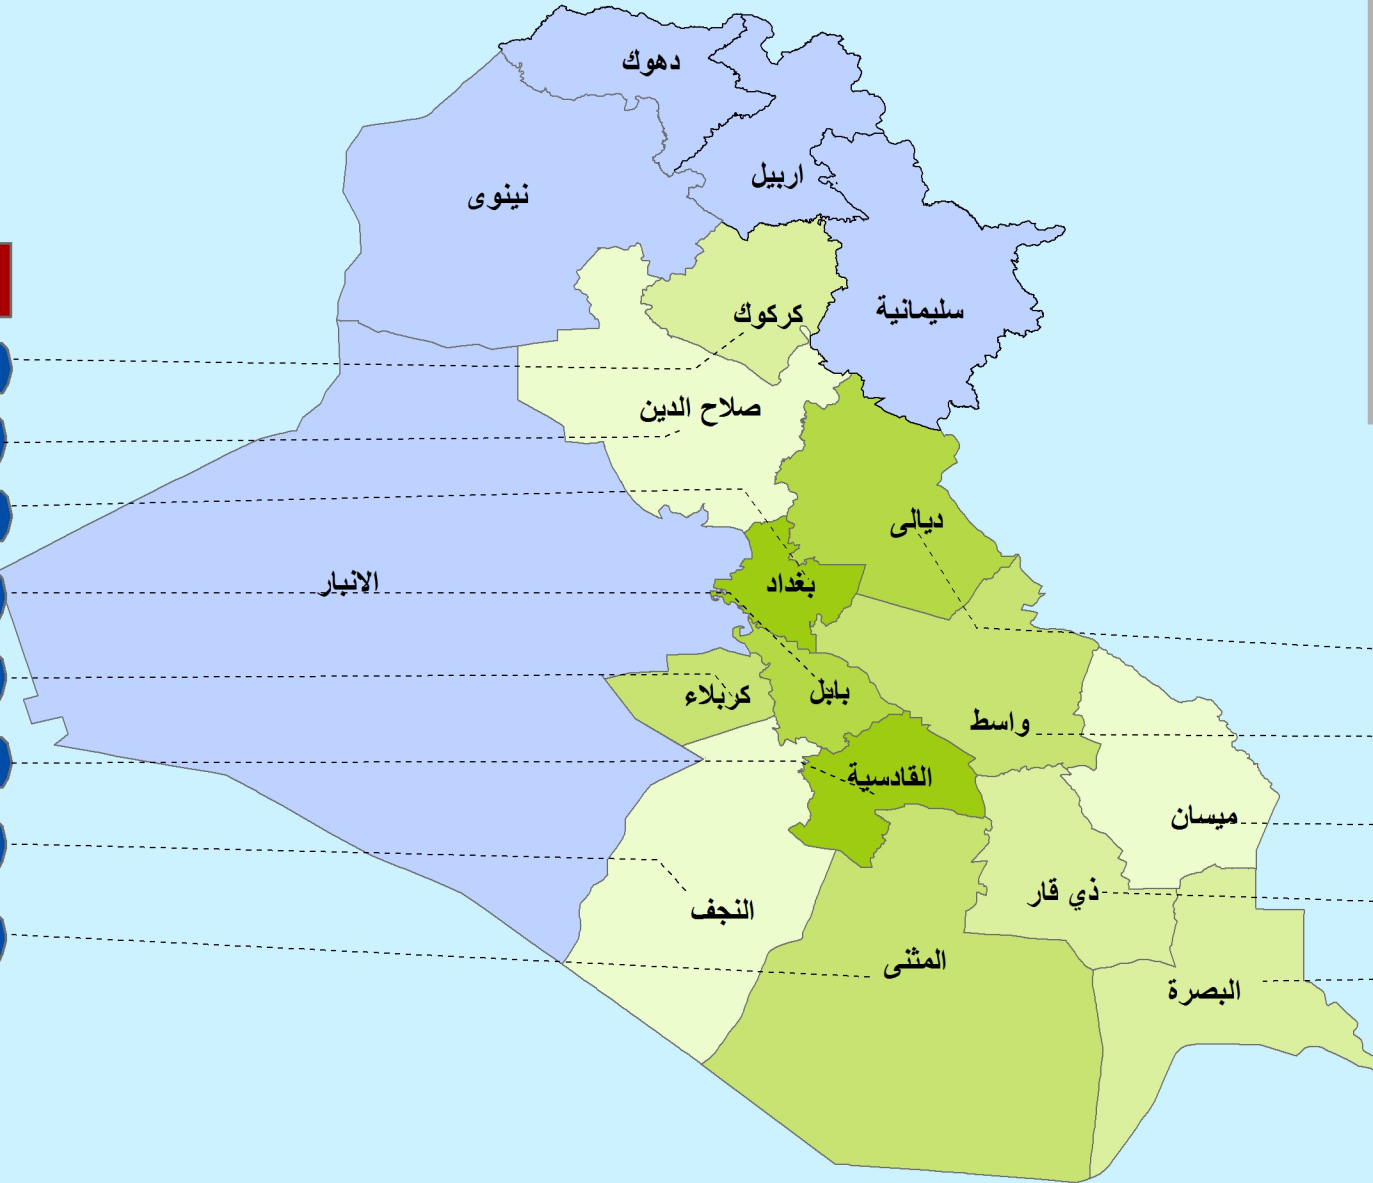 دهوك
اربيل
نينوى
سليمانية
كركوك
صلاح الدين
ديالى
الانبار
بغداد
بابل
كربلاء
واسط
القادسية
ميسان
ذي قار
النجف
المثنى
البصرة